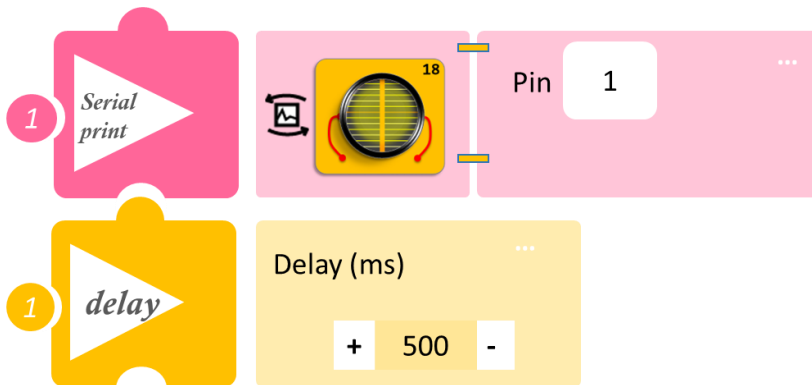 1
Serial
print
18
Pin
1
...
1
delay
Delay (ms)
...
+ 500 -